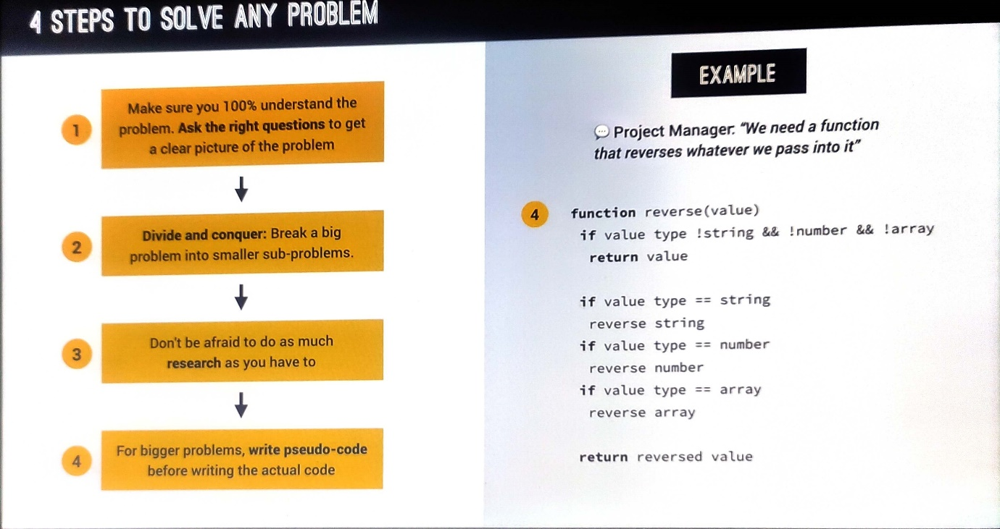 4 STEPS TO SOLVE ANY PROBLEM
1
Make sure you 100% understand the
problem. Ask the right questions to get
a clear picture of the problem
2
Divide and conquer: Break a big
problem into smaller sub-problems.
3
Don't be afraid to do as much
research as you have to
4
For bigger problems, write pseudo-code
before writing the actual code
EXAMPLE
Project Manager: “We need a function
that reverses whatever we pass into it”
4
function reverse(value)
if value type !string && !number && !array
return value
if value type == string
reverse string
if value type == number
reverse number
if value type == array
reverse array
return reversed value